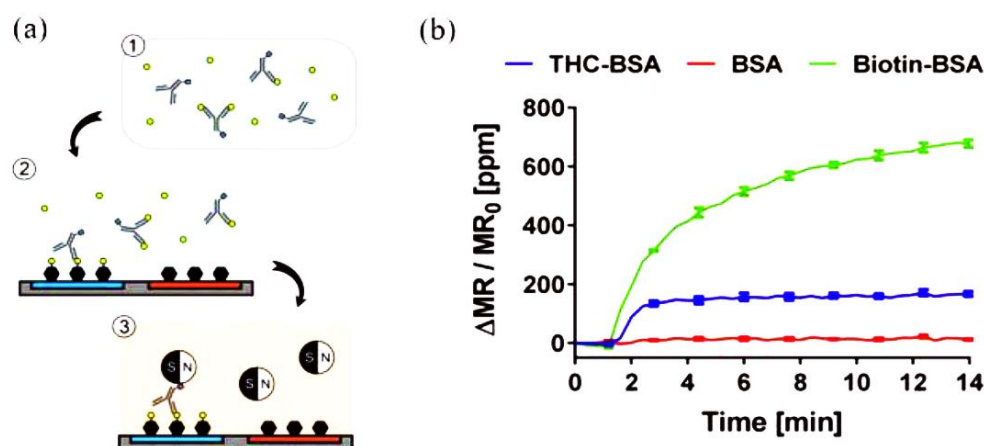 (a)
1
2
3
S N
S N
S N
(b)
THC-BSA BSA Biotin-BSA
ΔMR / MR₀ [ppm]
800
600
400
200
0
0 2 4 6 8 10 12 14
Time [min]